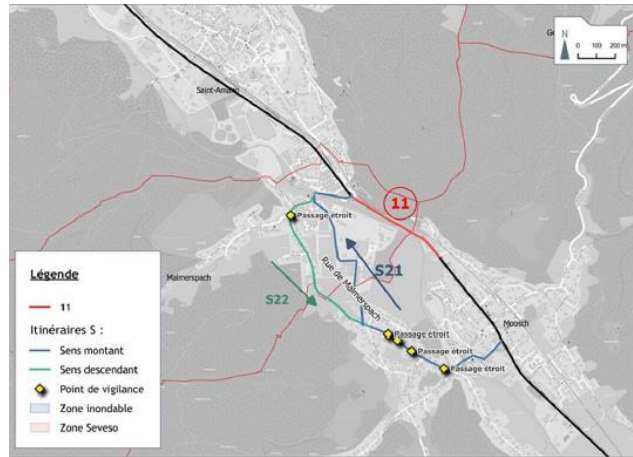 N
0 100 200 m
Saint-Amarin
11
Passage étroit
S21
Rue de Malmerspach
Malmerspach
S22
Moosch
Passage étroit
Passage étroit
Passage étroit
Légende
11
Itinéraires S :
Sens montant
Sens descendant
Point de vigilance
Zone inondable
Zone Seveso